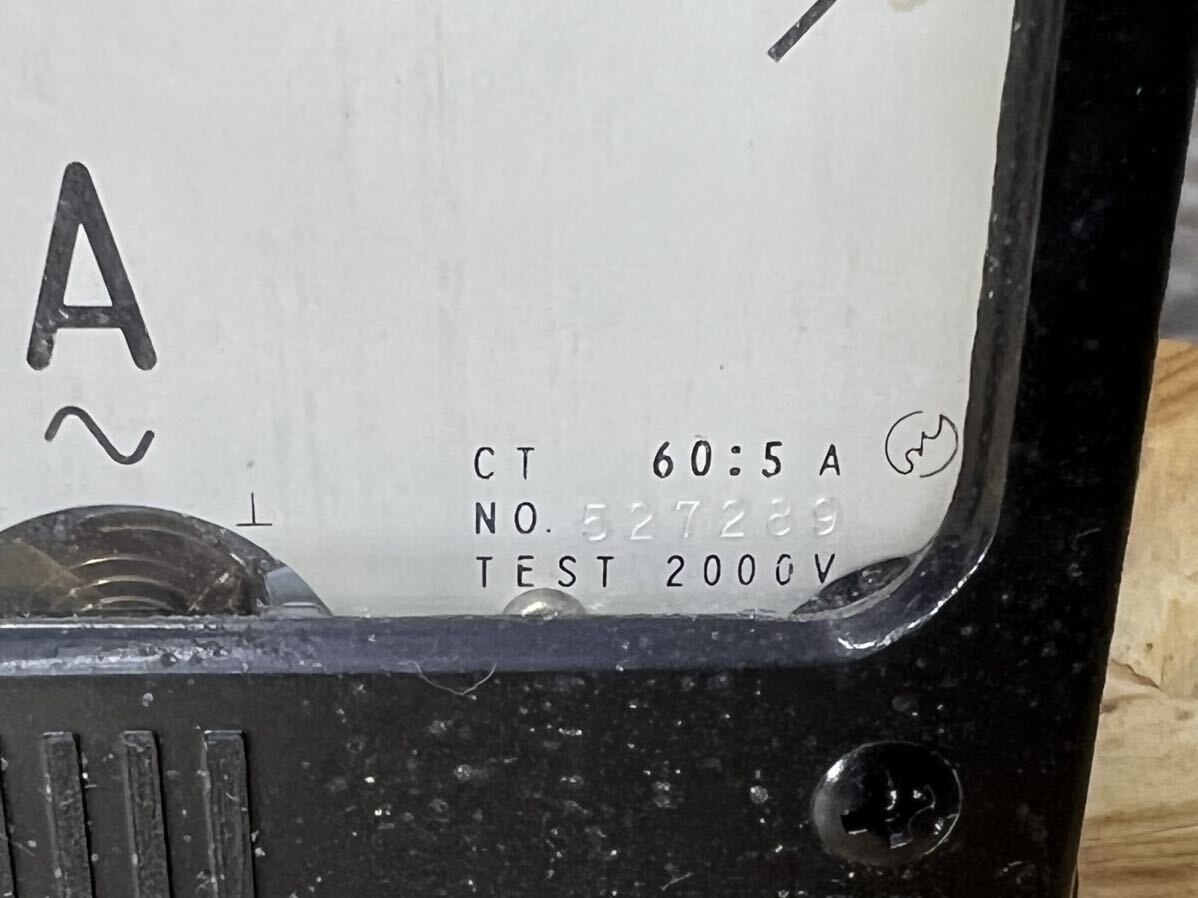 A
~
CT 60:5 A
NO. 527289
TEST 2000V